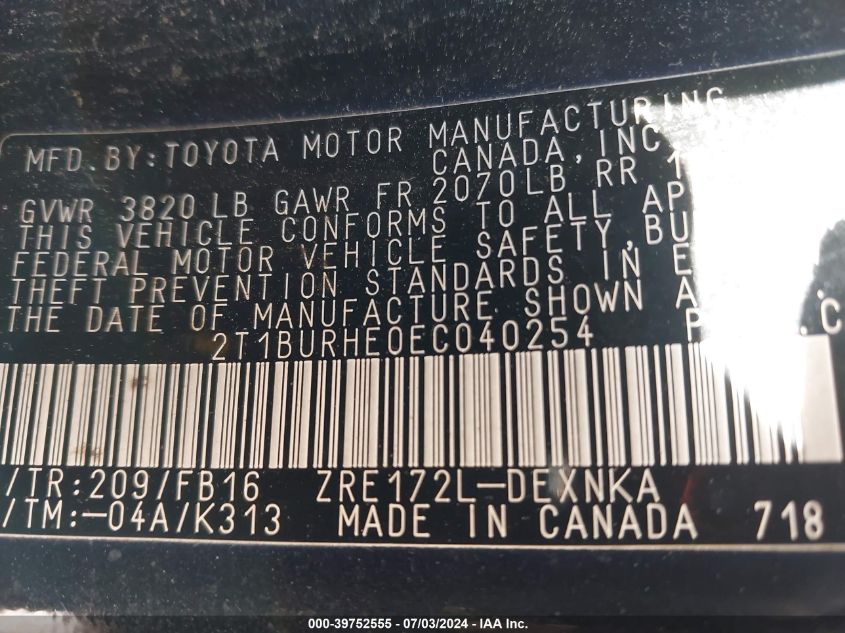 MFD.BY:TOYOTA MOTOR MANUFACTURING
CANADA,INC
GVWR 3820 LB GAWR FR 2070LB RR 1
THIS VEHICLE CONFORMS TO ALL AP
FEDERAL MOTOR VEHICLE SAFETY,BU
THEFT PREVENTION STANDARDS IN E
THE DATE OF MANUFACTURE SHOWN A
2T1BURHE0EC040254 P .C
/TR:209/FB16 ZRE172L-DEXNKA
/TM:-04A/K313 MADE IN CANADA 718
000-39752555 - 07/03/2024 - IAA Inc.